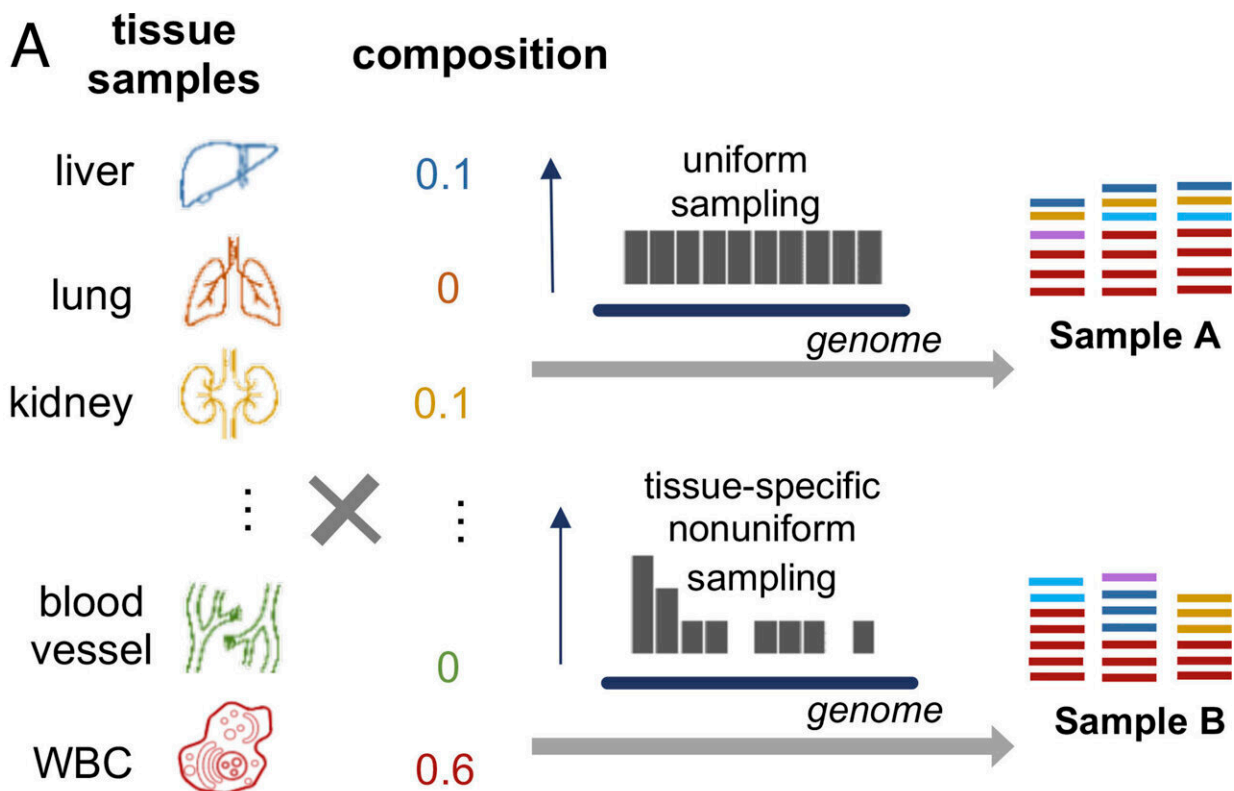 A
tissue
samples
composition
liver
0.1
lung
0
kidney
0.1
⋮
⋮
blood
vessel
0
WBC
0.6
uniform
sampling
genome
Sample A
tissue-specific
nonuniform
sampling
genome
Sample B